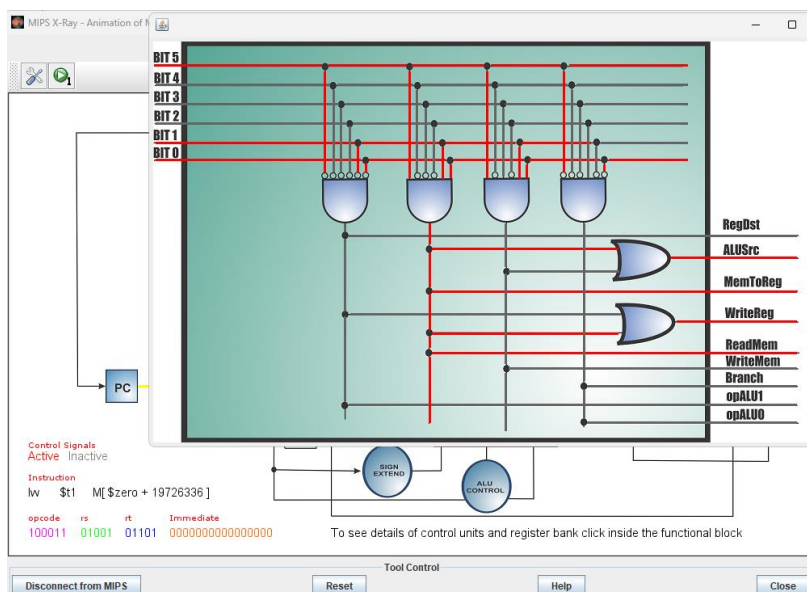 MIPS X-Ray - Animation of M
BIT 5
BIT 4
BIT 3
BIT 2
BIT 1
BIT 0
RegDst
ALUSrc
MemToReg
WriteReg
ReadMem
WriteMem
Branch
opALU1
opALU0
PC
SIGN
EXTEND
ALU
CONTROL
Control Signals
Active Inactive
Instruction
lw $t1 M[ $zero + 19726336 ]
opcode rs rt Immediate
100011 01001 01101 0000000000000000
To see details of control units and register bank click inside the functional block
Tool Control
Disconnect from MIPS Reset Help Close